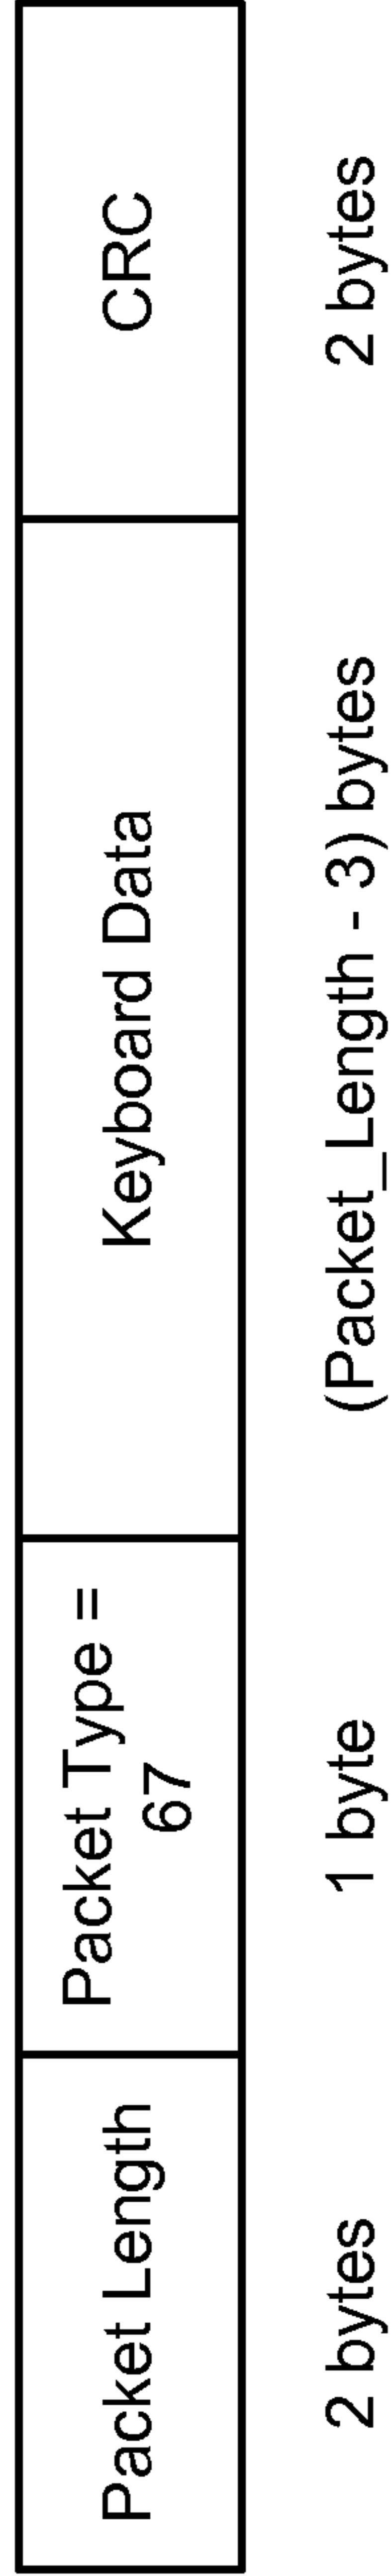 Packet Length
Packet Type =
67
Keyboard Data
CRC
2 bytes
1 byte
(Packet_Length - 3) bytes
2 bytes